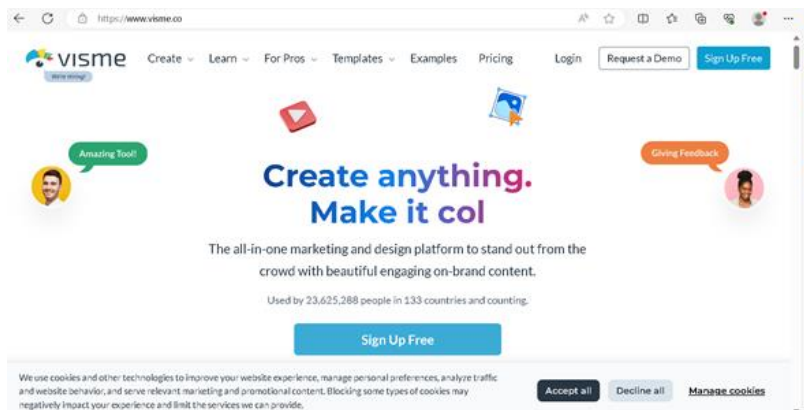 https://www.visme.co
VISME
We're Hiring!
Create
Learn
For Pros
Templates
Examples
Pricing
Login
Request a Demo
Sign Up Free
Amazing Tool!
Giving Feedback
Create anything.
Make it col
The all-in-one marketing and design platform to stand out from the
crowd with beautiful engaging on-brand content.
Used by 23,625,288 people in 133 countries and counting.
Sign Up Free
We use cookies and other technologies to improve your website experience, manage personal preferences, analyze traffic
and website behavior, and serve relevant marketing and promotional content. Blocking some types of cookies may
negatively impact your experience and limit the services we can provide.
Accept all
Decline all
Manage cookies